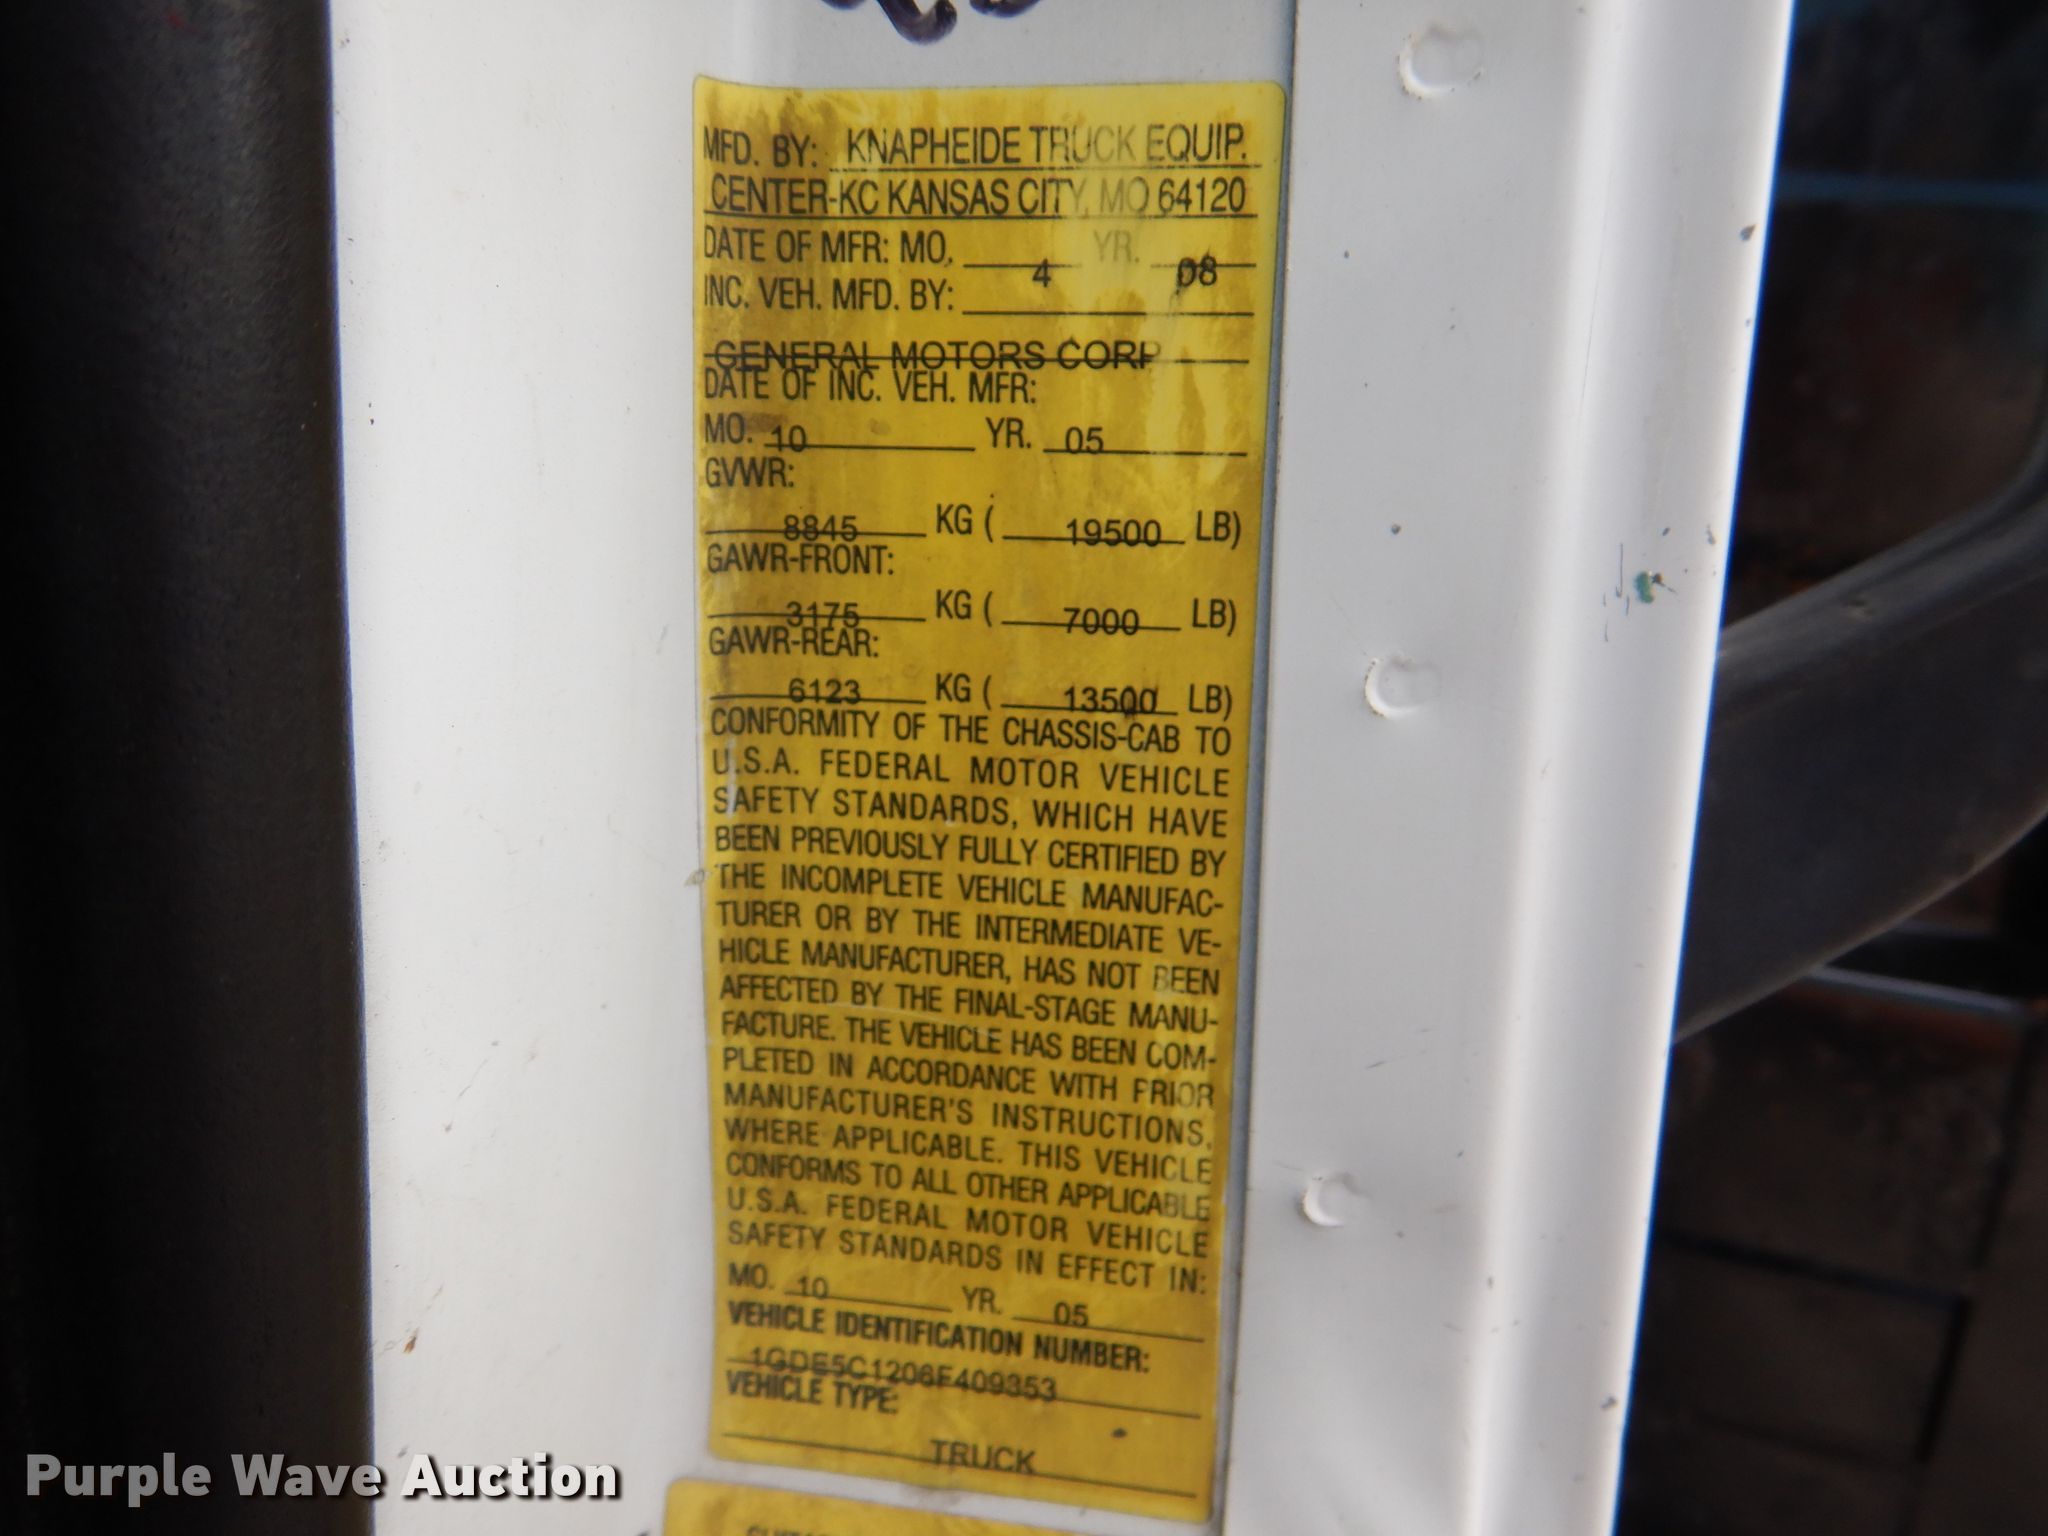 MFD. BY: KNAPHEIDE TRUCK EQUIP.
CENTER-KC KANSAS CITY, MO 64120
DATE OF MFR: MO. 4 YR. 08
INC. VEH. MFD. BY:
GENERAL MOTORS CORP
DATE OF INC. VEH. MFR:
MO. 10 YR. 05
GVWR:
8845 KG ( 19500 LB)
GAWR-FRONT:
3175 KG ( 7000 LB)
GAWR-REAR:
6123 KG ( 13500 LB)
CONFORMITY OF THE CHASSIS-CAB TO
U.S.A. FEDERAL MOTOR VEHICLE
SAFETY STANDARDS, WHICH HAVE
BEEN PREVIOUSLY FULLY CERTIFIED BY
THE INCOMPLETE VEHICLE MANUFAC-
TURER OR BY THE INTERMEDIATE VE-
HICLE MANUFACTURER, HAS NOT BEEN
AFFECTED BY THE FINAL-STAGE MANU-
FACTURE. THE VEHICLE HAS BEEN COM-
PLETED IN ACCORDANCE WITH PRIOR
MANUFACTURER'S INSTRUCTIONS,
WHERE APPLICABLE. THIS VEHICLE
CONFORMS TO ALL OTHER APPLICABLE
U.S.A. FEDERAL MOTOR VEHICLE
SAFETY STANDARDS IN EFFECT IN:
MO. 10 YR. 05
VEHICLE IDENTIFICATION NUMBER:
1GDE5C1206F409353
VEHICLE TYPE:
TRUCK
Purple Wave Auction